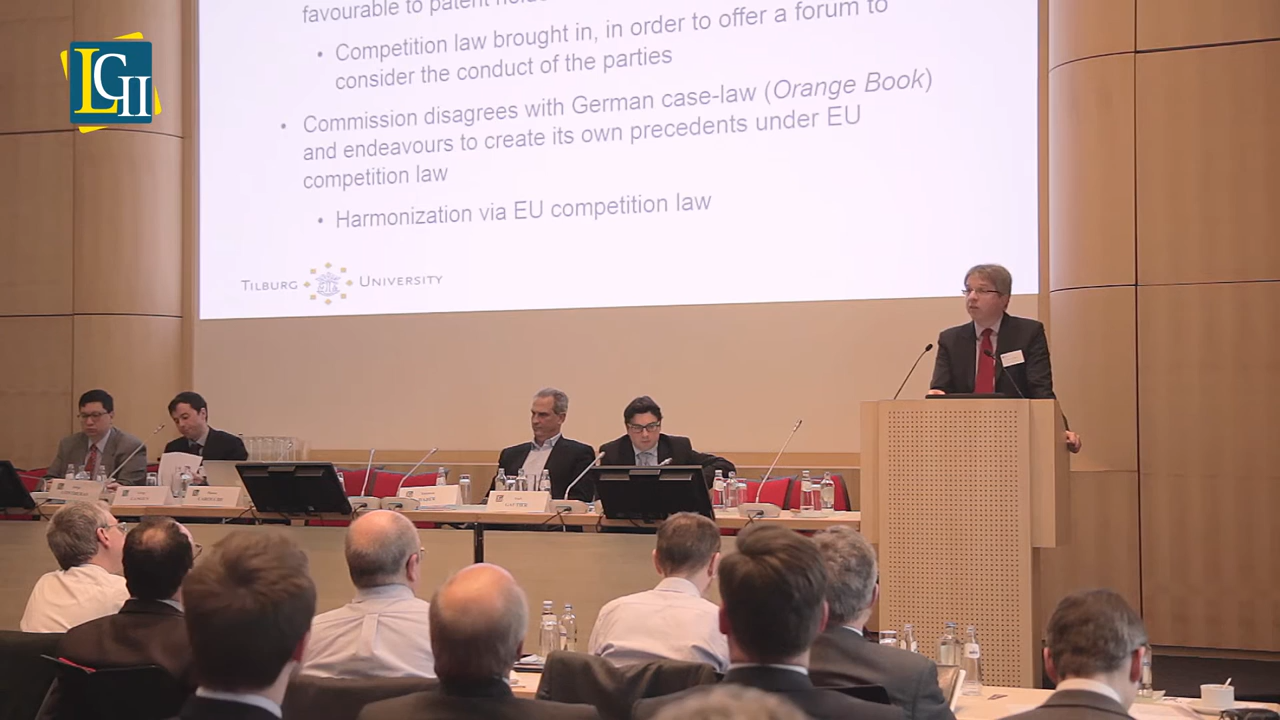 LCII
favourable to patent
• Competition law brought in, in order to offer a forum to
consider the conduct of the parties
• Commission disagrees with German case-law (Orange Book)
and endeavours to create its own precedents under EU
competition law
• Harmonization via EU competition law
TILBURG UNIVERSITY